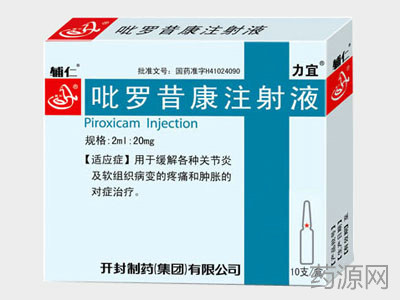 辅仁
批准文号：国药准字H41024090
力宜
吡罗昔康注射液
Piroxicam Injection
规格：2ml：20mg
【适应症】用于缓解各种关节炎
及软组织病变的疼痛和肿胀的
对症治疗。
开封制药(集团)有限公司
10支/盒
辅仁
药源网